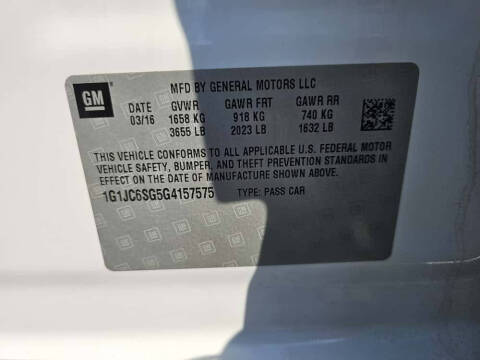 GM
MFD BY GENERAL MOTORS LLC
DATE GVWR GAWR FRT GAWR RR
03/16 1658 KG 918 KG 740 KG
3655 LB 2023 LB 1632 LB
THIS VEHICLE CONFORMS TO ALL APPLICABLE U.S. FEDERAL MOTOR
VEHICLE SAFETY, BUMPER, AND THEFT PREVENTION STANDARDS IN
EFFECT ON THE DATE OF MANUFACTURE SHOWN ABOVE.
1G1JC6SG5G4157575 TYPE: PASS CAR